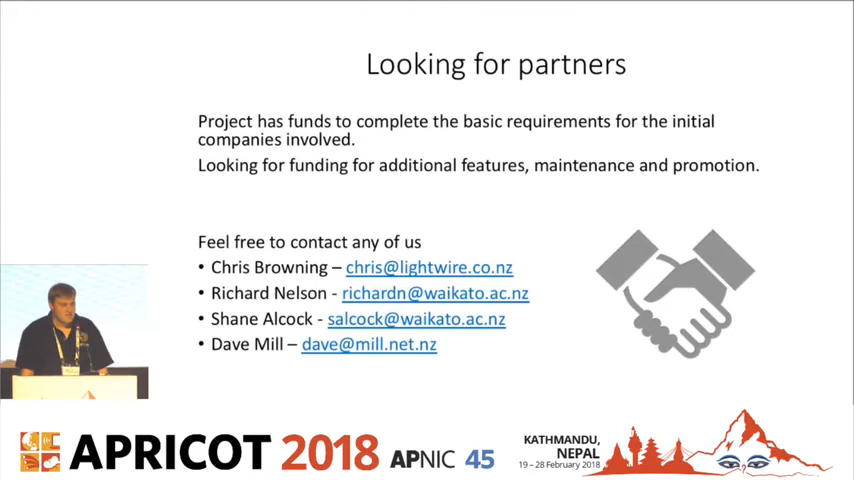 Looking for partners
Project has funds to complete the basic requirements for the initial
companies involved.
Looking for funding for additional features, maintenance and promotion.
Feel free to contact any of us
• Chris Browning – chris@lightwire.co.nz
• Richard Nelson - richardn@waikato.ac.nz
• Shane Alcock - salcock@waikato.ac.nz
• Dave Mill – dave@mill.net.nz
APRICOT 2018 APNIC 45
KATHMANDU,
NEPAL
19 – 28 February 2018